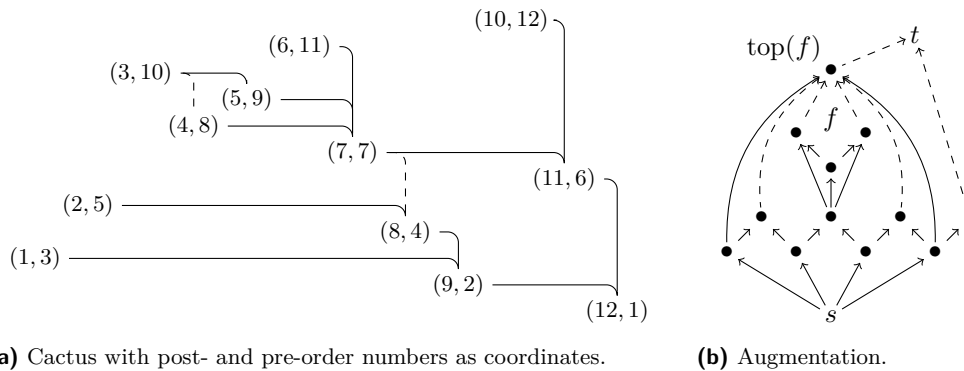 (10, 12)
(6, 11)
(3, 10)
(5, 9)
(4, 8)
(7, 7)
(11, 6)
(2, 5)
(8, 4)
(1, 3)
(9, 2)
(12, 1)
t
top(f)
f
s
a) Cactus with post- and pre-order numbers as coordinates.
(b) Augmentation.